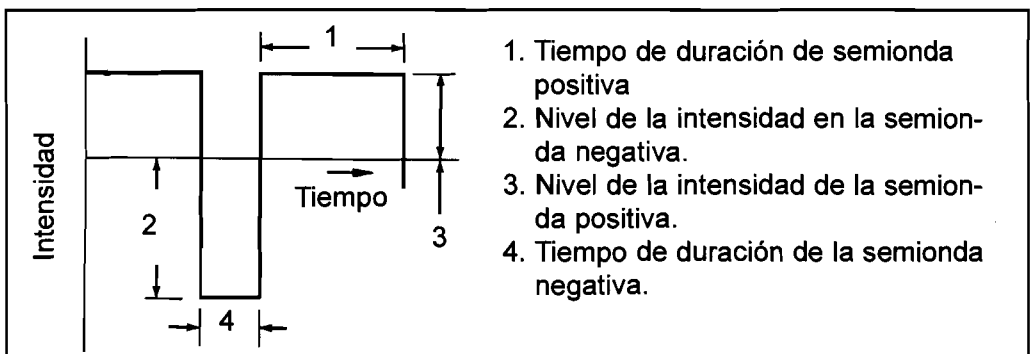 1
Intensidad
Tiempo
2
3
4
1. Tiempo de duración de semionda
positiva
2. Nivel de la intensidad en la semion-
da negativa.
3. Nivel de la intensidad de la semion-
da positiva.
4. Tiempo de duración de la semionda
negativa.